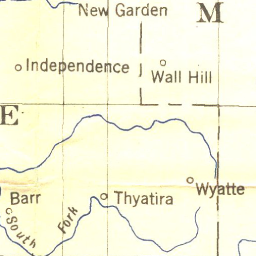 New Garden
M
Independence
Wall Hill
E
Wyatte
Barr
Thyatira
South Fork